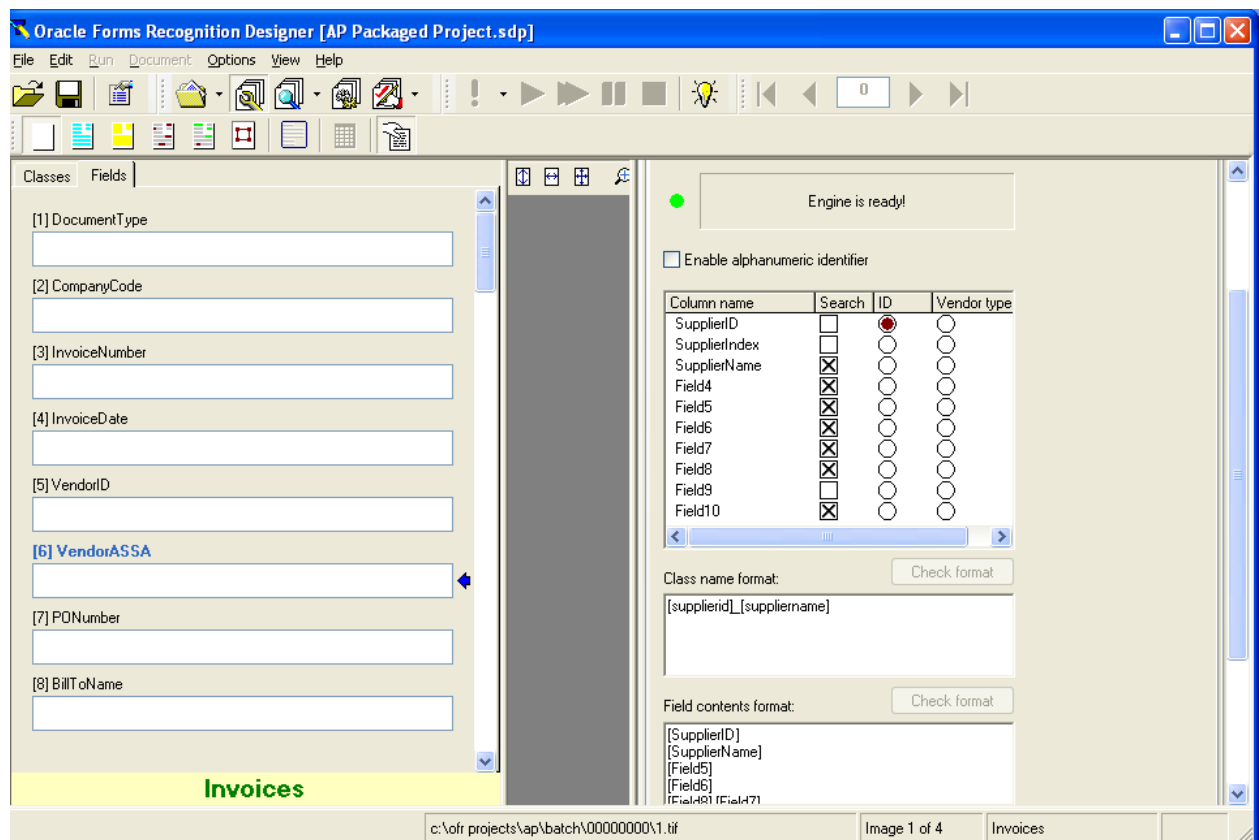 Oracle Forms Recognition Designer [AP Packaged Project.sdp]
File Edit Run Document Options View Help
0
Classes Fields
[1] DocumentType
[2] CompanyCode
[3] InvoiceNumber
[4] InvoiceDate
[5] VendorID
[6] VendorASSA
[7] PONumber
[8] BillToName
Invoices
Engine is ready!
Enable alphanumeric identifier
Column name Search ID Vendor type
SupplierID
SupplierIndex
SupplierName
Field4
Field5
Field6
Field7
Field8
Field9
Field10
Check format
Class name format:
[supplierid]_[suppliername]
Check format
Field contents format:
[SupplierID]
[SupplierName]
[Field5]
[Field6]
[Field8] [Field7]
c:\ofr projects\ap\batch\00000000\1.tif Image 1 of 4 Invoices